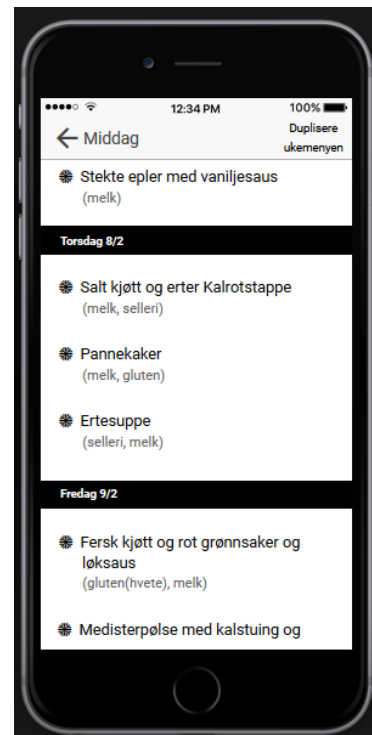 12:34 PM
100%
Middag
Duplisere
ukemenyen
Stekte epler med vaniljesaus
(melk)
Torsdag 8/2
Salt kjøtt og erter Kalrotstappe
(melk, selleri)
Pannekaker
(melk, gluten)
Ertesuppe
(selleri, melk)
Fredag 9/2
Fersk kjøtt og rot grønnsaker og
løksaus
(gluten(hvete), melk)
Medisterpølse med kalstuing og